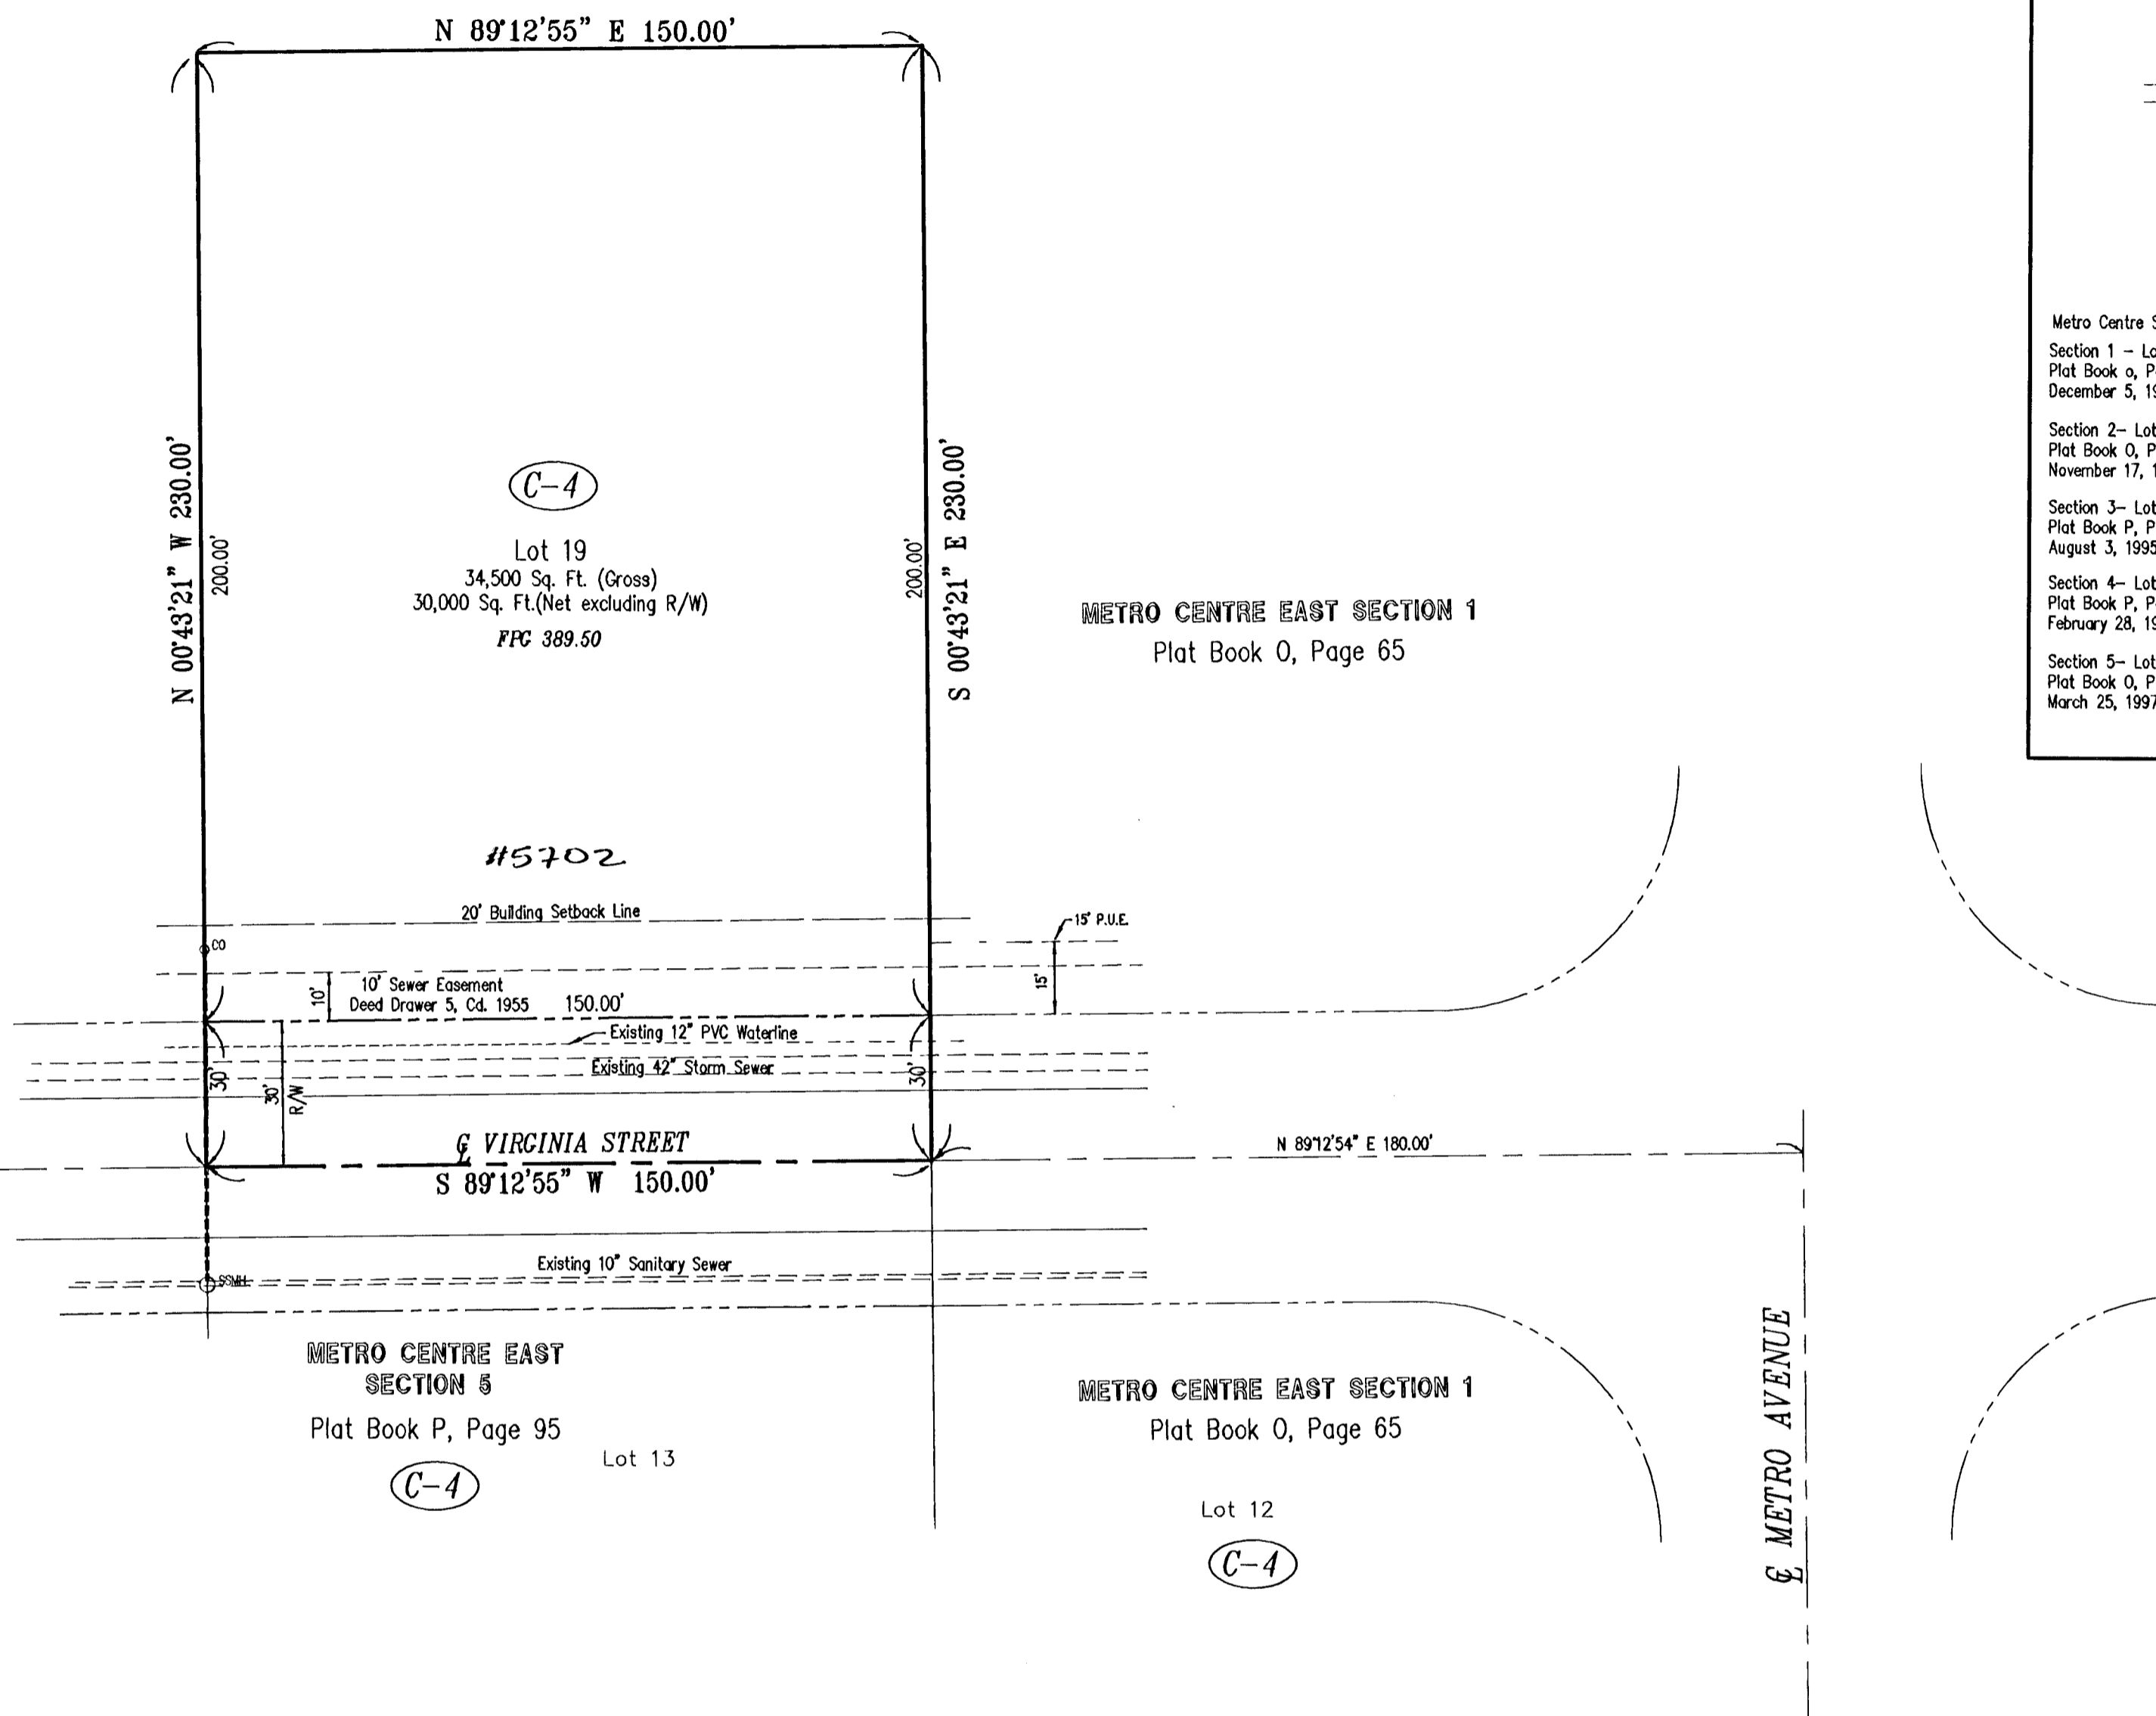 N 89°12'55" E 150.00'
N 00°43'21" W 230.00'
200.00'
C-4
Lot 19
34,500 Sq. Ft. (Gross)
30,000 Sq. Ft.(Net excluding R/W)
FPG 389.50
200.00'
S 00°43'21" E 230.00'
METRO CENTRE EAST SECTION 1
Plat Book O, Page 65
#5702
20' Building Setback Line
CO
15' P.U.E.
15'
10'
10' Sewer Easement
Deed Drawer 5, Cd. 1955 150.00'
Existing 12" PVC Waterline
Existing 42" Storm Sewer
30'
30'
R/W
30'
℄ VIRGINIA STREET
S 89°12'55" W 150.00'
N 89°12'54" E 180.00'
Existing 10" Sanitary Sewer
SSMH
METRO CENTRE EAST
SECTION 5
Plat Book P, Page 95
Lot 13
C-4
METRO CENTRE EAST SECTION 1
Plat Book O, Page 65
Lot 12
C-4
℄ METRO AVENUE
Metro Centre
Section 1 -
Plat Book o,
December 5,
Section 2-
Plat Book O,
November 17,
Section 3-
Plat Book P,
August 3, 1995
Section 4-
Plat Book P,
February 28,
Section 5-
Plat Book O,
March 25, 1997